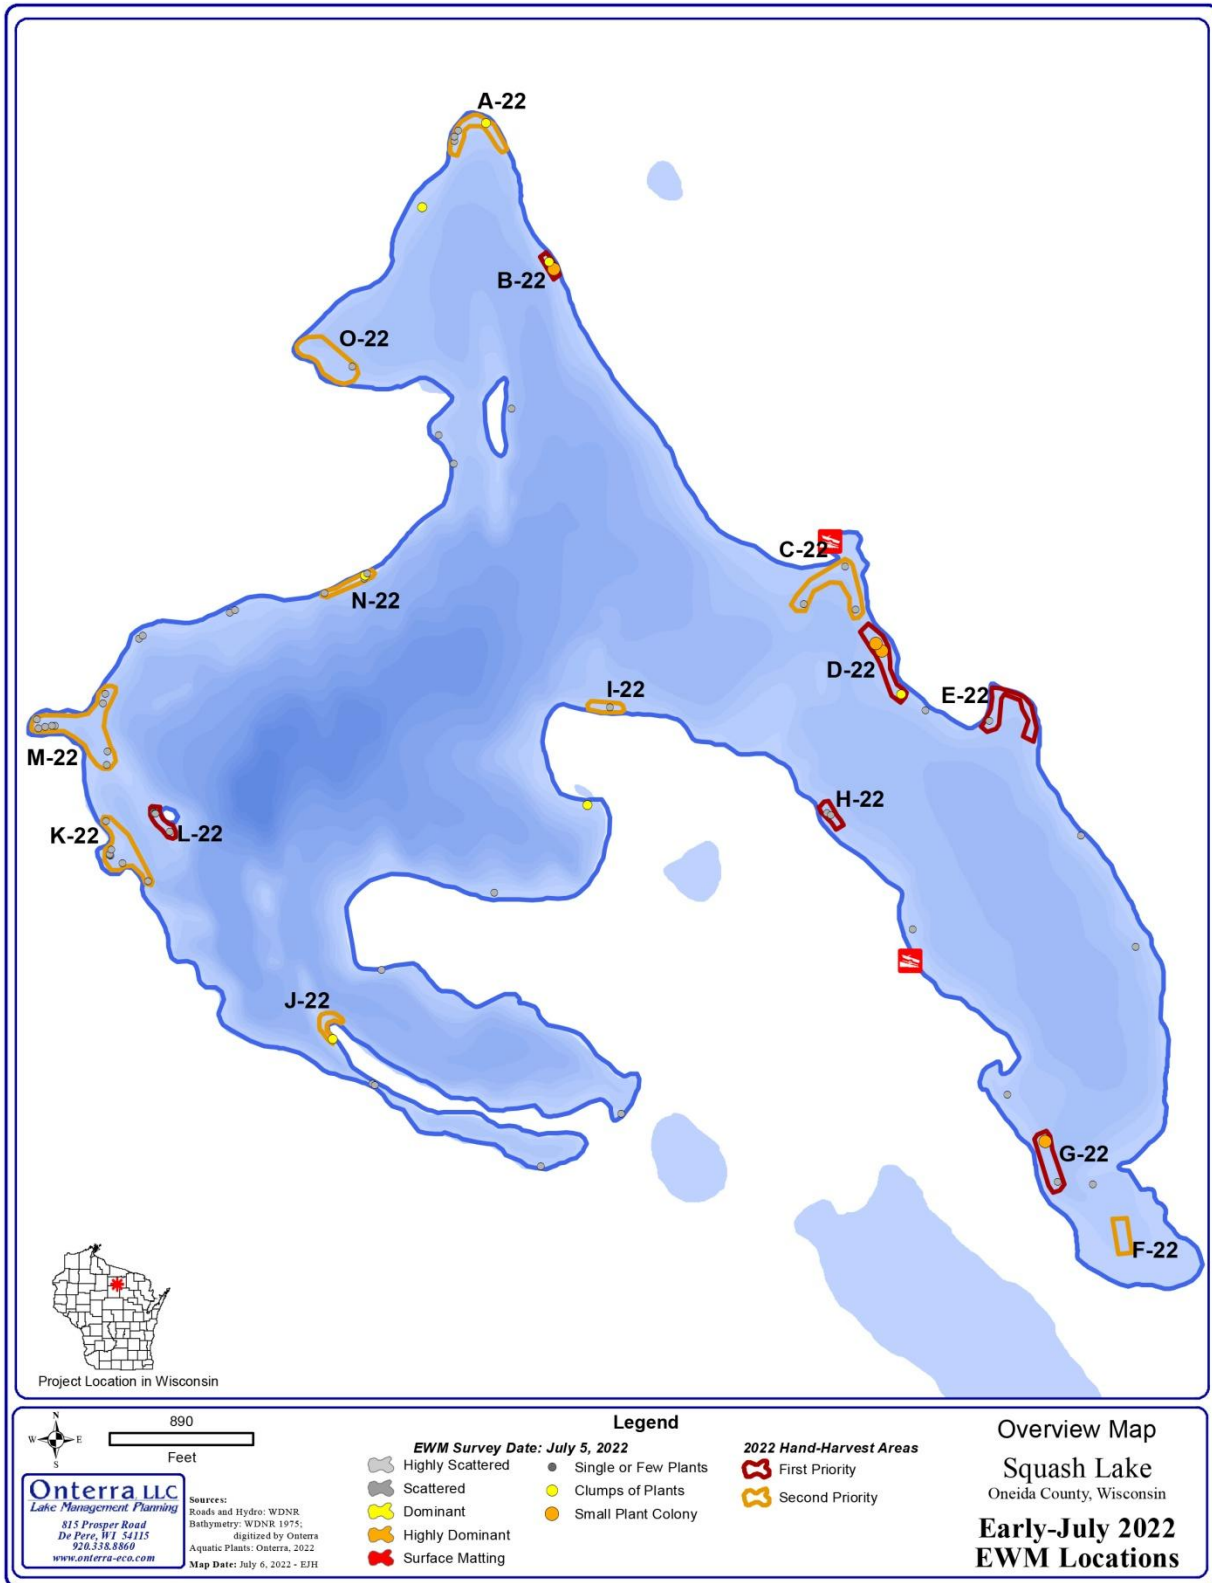 A-22
B-22
O-22
C-22
N-22
D-22
I-22
E-22
M-22
H-22
K-22
L-22
J-22
G-22
F-22
Project Location in Wisconsin
N
W E
S
890
Feet
Onterra LLC
Lake Management Planning
815 Prosper Road
De Pere, WI 54115
920.338.8860
www.onterra-eco.com
Sources:
Roads and Hydro: WDNR
Bathymetry: WDNR 1975;
digitized by Onterra
Aquatic Plants: Onterra, 2022
Map Date: July 6, 2022 - EJH
Legend
EWM Survey Date: July 5, 2022
Highly Scattered
Scattered
Dominant
Highly Dominant
Surface Matting
Single or Few Plants
Clumps of Plants
Small Plant Colony
2022 Hand-Harvest Areas
First Priority
Second Priority
Overview Map
Squash Lake
Oneida County, Wisconsin
Early-July 2022
EWM Locations